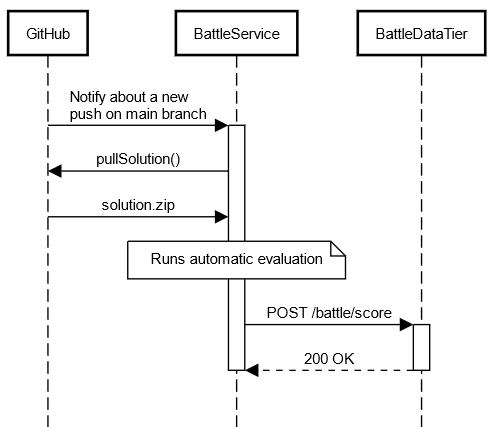 GitHub
BattleService
BattleDataTier
Notify about a new
push on main branch
pullSolution()
solution.zip
Runs automatic evaluation
POST /battle/score
200 OK